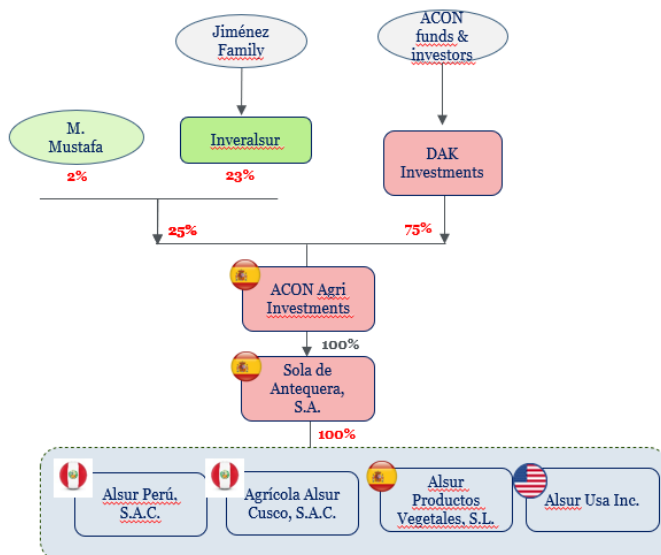 Jiménez
Family
ACON
funds &
investors
M.
Mustafa
Inveralsur
DAK
Investments
2%
23%
25%
75%
ACON Agri
Investments
100%
Sola de
Antequera,
S.A.
100%
Alsur Perú,
S.A.C.
Agrícola Alsur
Cusco, S.A.C.
Alsur
Productos
Vegetales, S.L.
Alsur Usa Inc.